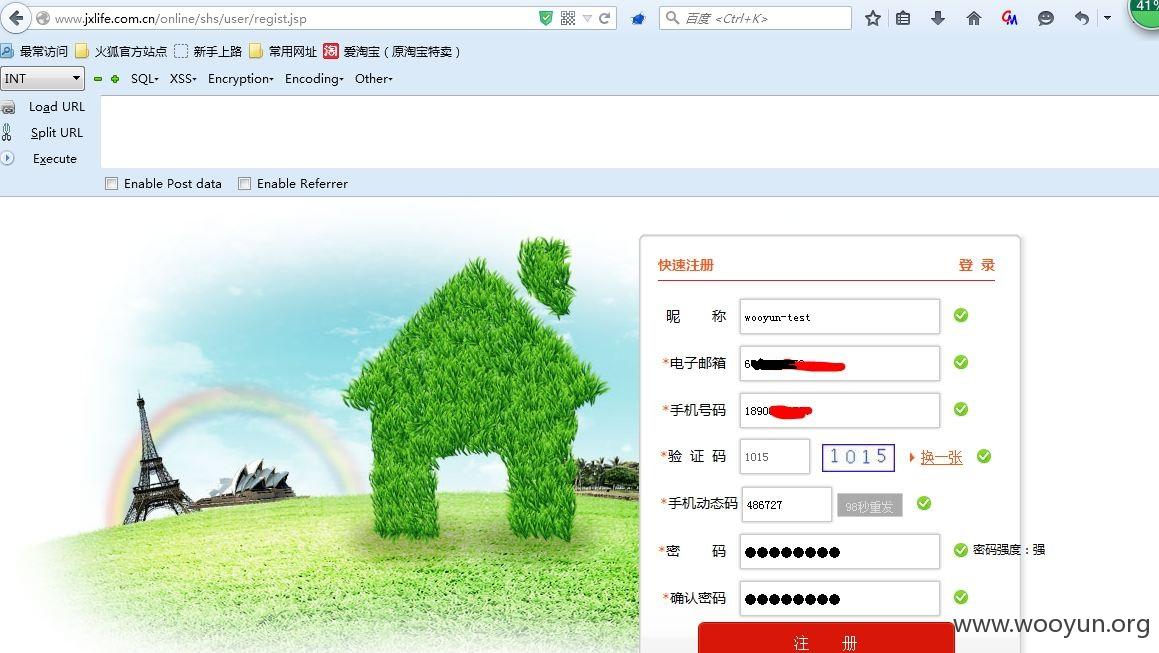 41%
www.jxlife.com.cn/online/shs/user/regist.jsp
百度 <Ctrl+K>
最常访问 火狐官方站点 新手上路 常用网址 淘 爱淘宝（原淘宝特卖）
INT SQL XSS Encryption Encoding Other
Load URL
Split URL
Execute
Enable Post data Enable Referrer
快速注册 登 录
昵 称 wooyun-test
*电子邮箱 6
*手机号码 1890
*验 证 码 1015 1015 换一张
*手机动态码 486727 98秒重发
*密 码 ●●●●●●●● 密码强度：强
*确认密码 ●●●●●●●●
注 册
www.wooyun.org